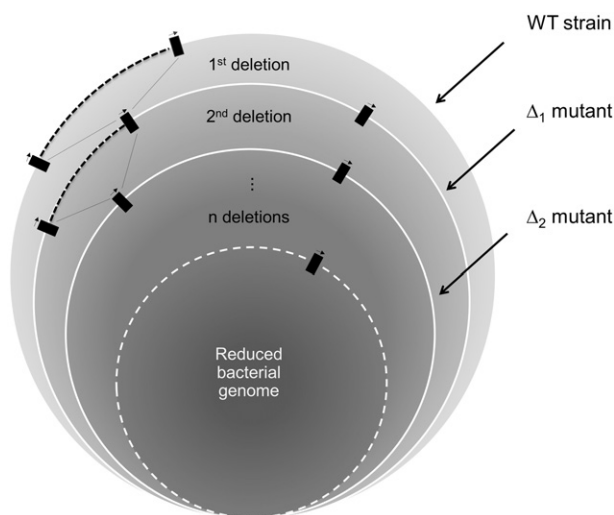 WT strain
1st deletion
Δ1 mutant
2nd deletion
Δ2 mutant
⋮
n deletions
Reduced
bacterial
genome